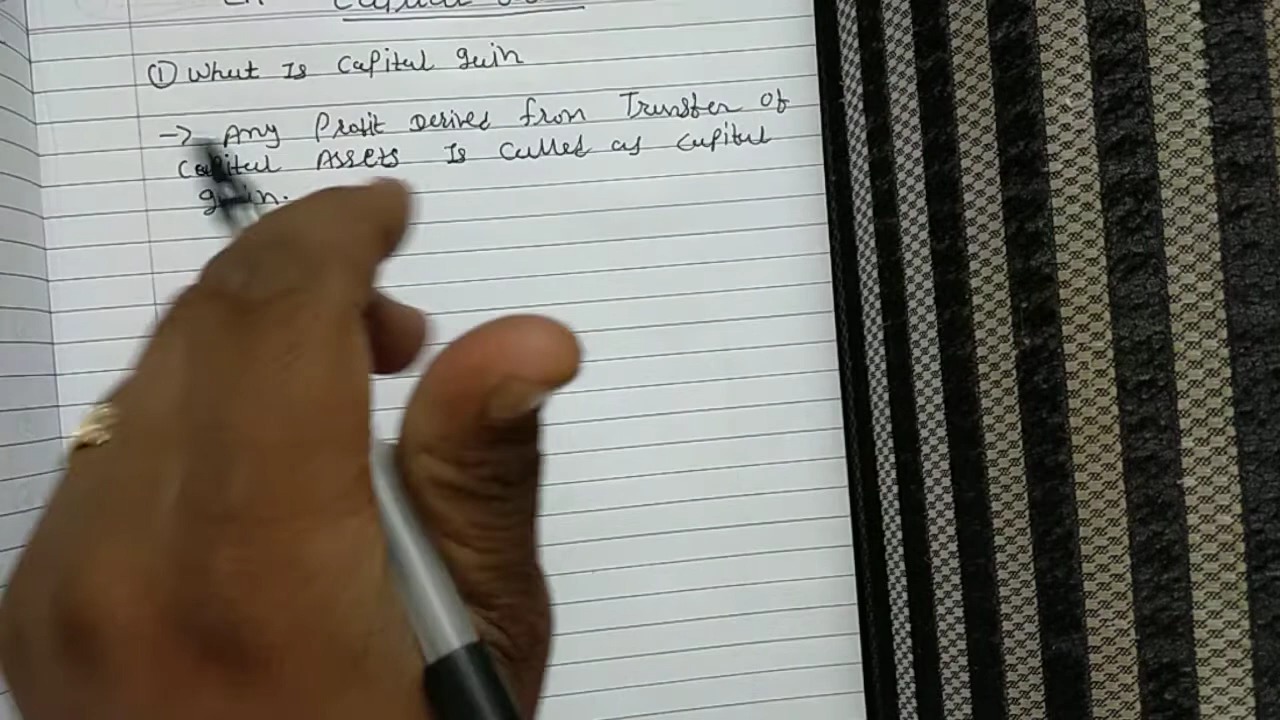 ① What Is Capital gain
→ Any Profit Derived from Transfer Of
Capital Assets Is Called as Capital
gain.